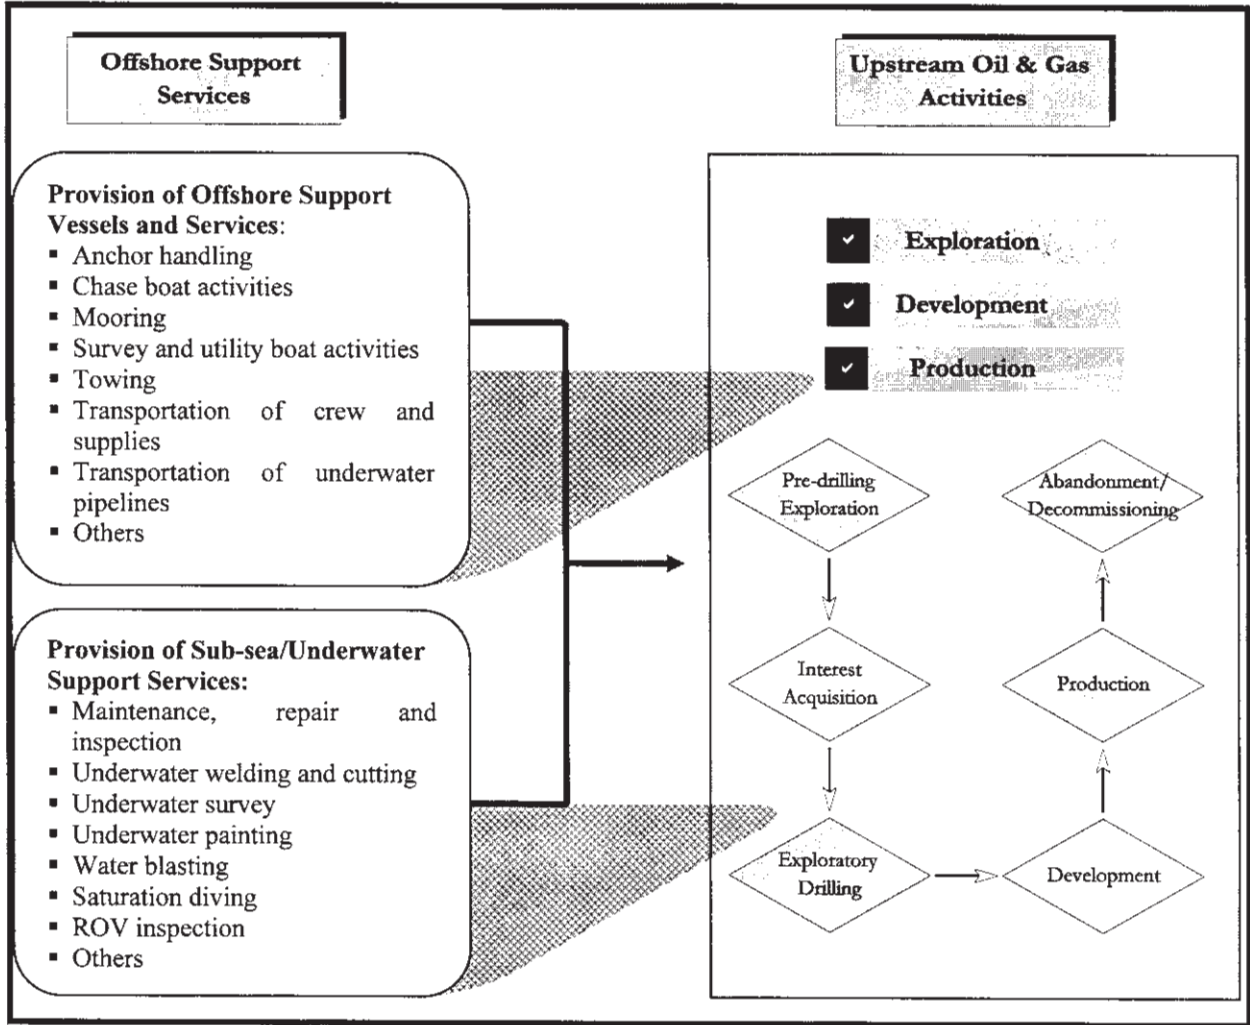 Offshore Support
Services
Upstream Oil & Gas
Activities
Provision of Offshore Support
Vessels and Services:
▪ Anchor handling
▪ Chase boat activities
▪ Mooring
▪ Survey and utility boat activities
▪ Towing
▪ Transportation of crew and
supplies
▪ Transportation of underwater
pipelines
▪ Others
Provision of Sub-sea/Underwater
Support Services:
▪ Maintenance, repair and
inspection
▪ Underwater welding and cutting
▪ Underwater survey
▪ Underwater painting
▪ Water blasting
▪ Saturation diving
▪ ROV inspection
▪ Others
Exploration
Development
Production
Pre-drilling
Exploration
Interest
Acquisition
Exploratory
Drilling
Development
Production
Abandonment/
Decommissioning